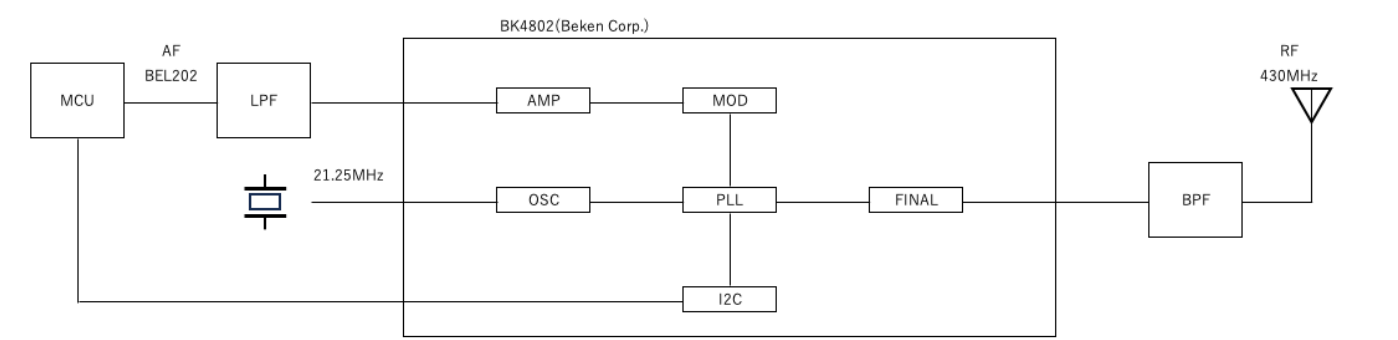 BK4802(Beken Corp.)
AF
BEL202
RF
430MHz
MCU
LPF
AMP
MOD
21.25MHz
OSC
PLL
FINAL
BPF
I2C